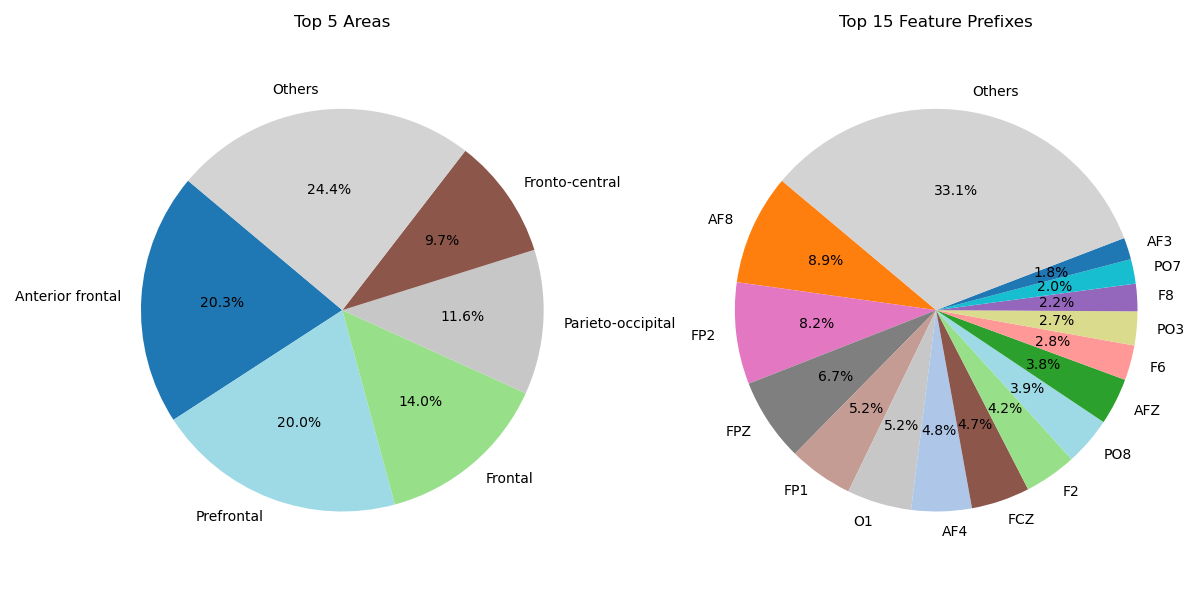 Top 5 Areas
Others
24.4%
Fronto-central
9.7%
Anterior frontal
20.3%
11.6%
Parieto-occipital
14.0%
20.0%
Frontal
Prefrontal
Top 15 Feature Prefixes
Others
33.1%
AF8
8.9%
AF3
1.8%
PO7
2.0%
F8
2.2%
FP2
8.2%
PO3
2.7%
F6
2.8%
AFZ
3.8%
FPZ
6.7%
PO8
3.9%
FP1
5.2%
O1
5.2%
AF4
4.8%
FCZ
4.7%
F2
4.2%